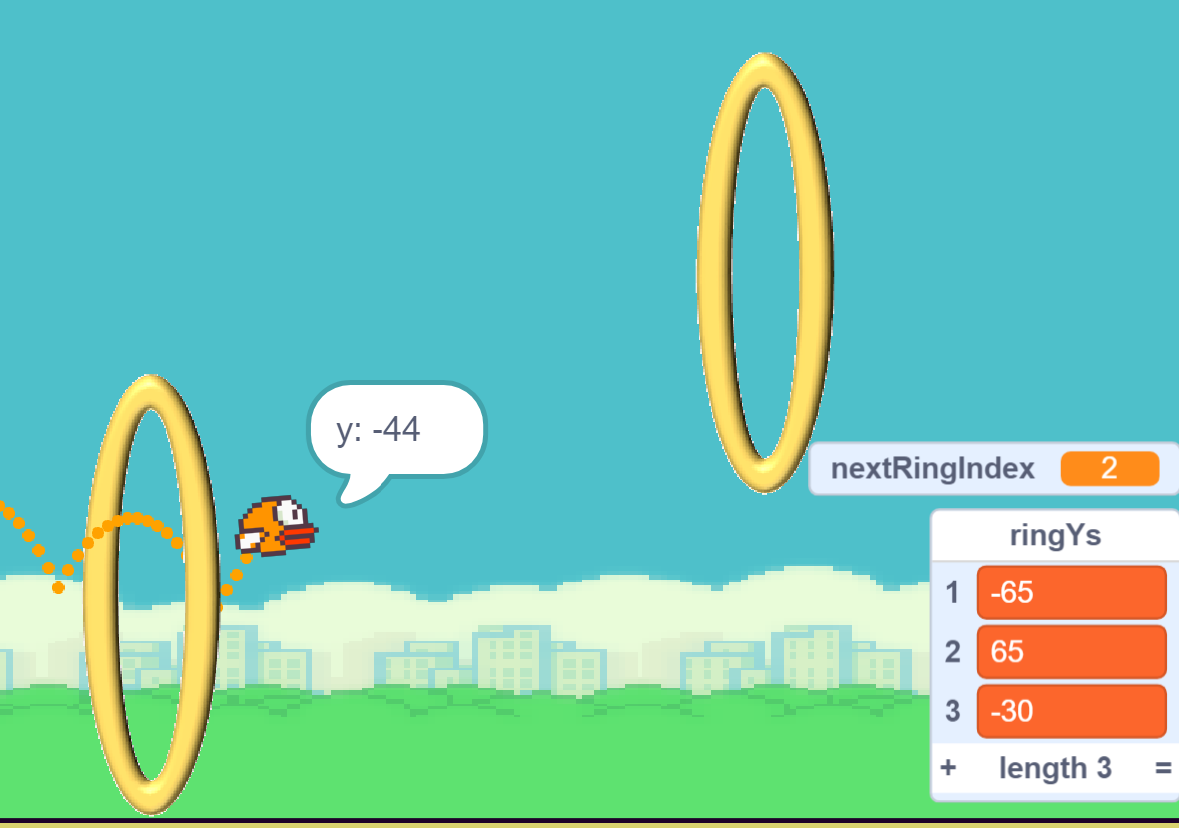 y: -44
nextRingIndex 2
ringYs
1 -65
2 65
3 -30
+ length 3 =